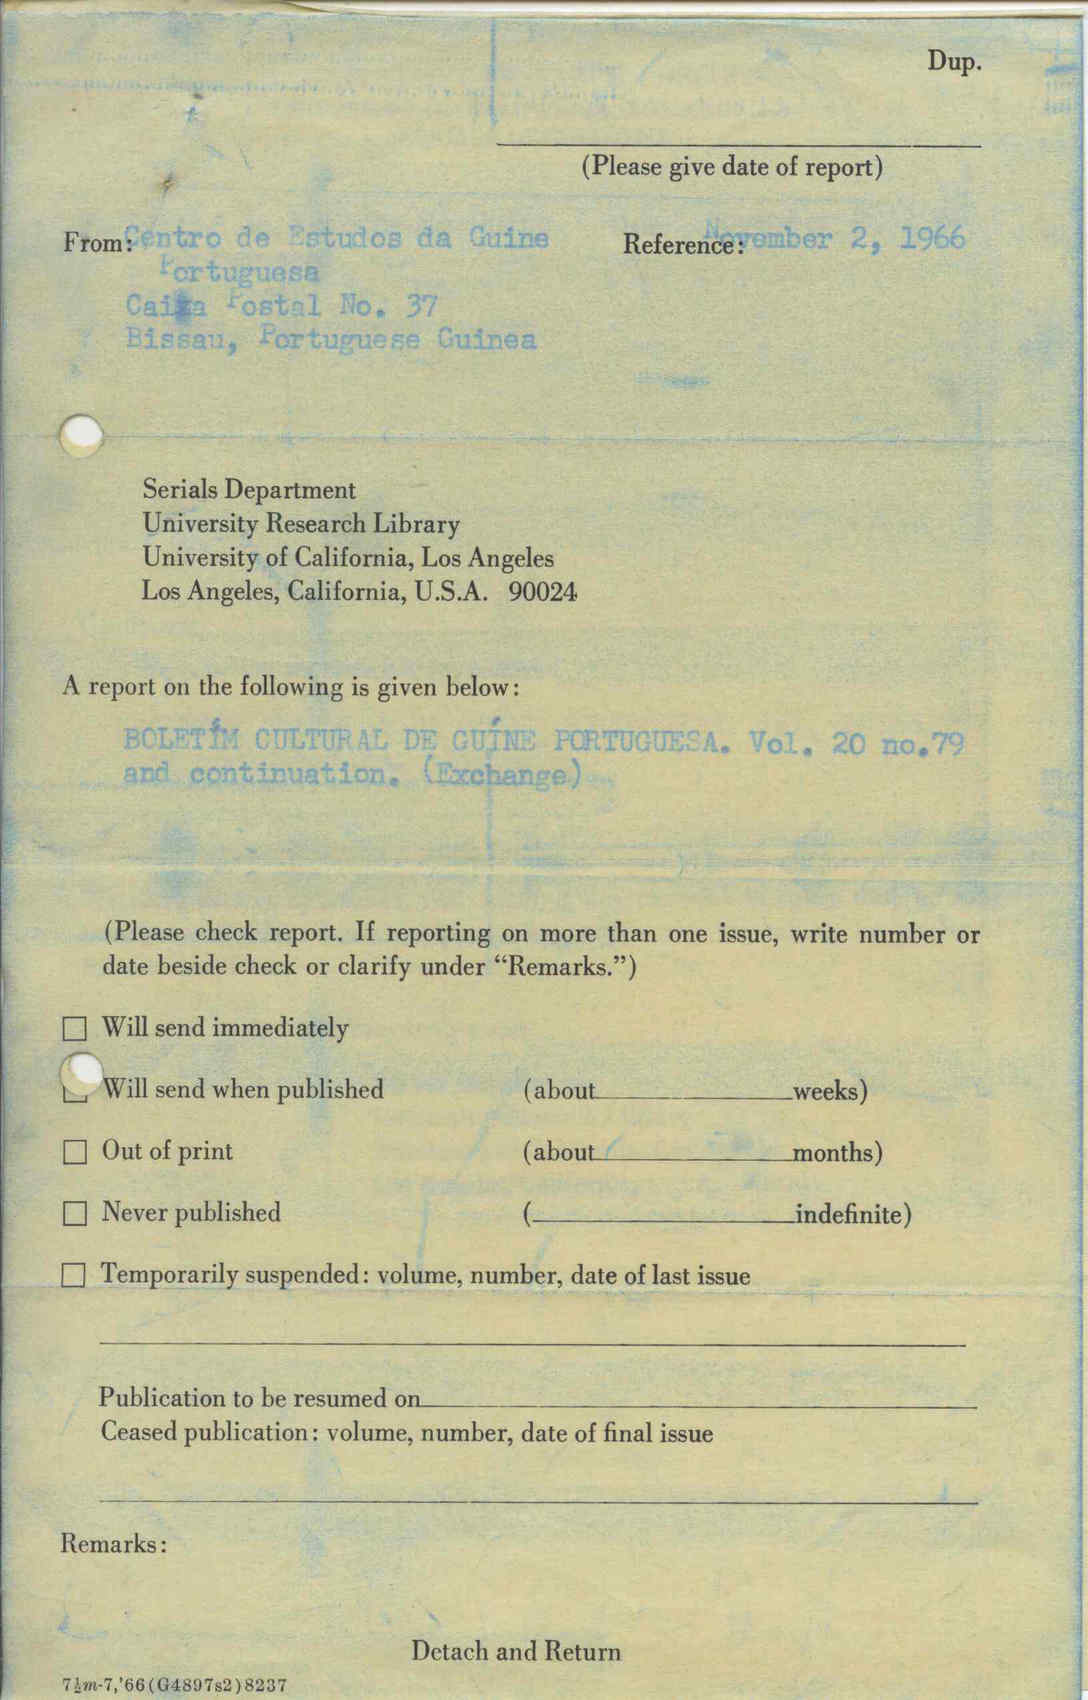 Dup.
(Please give date of report)
From: Centro de Estudos da Guine
Portuguesa
Caixa Postal No. 37
Bissau, Portuguese Guinea
Reference: November 2, 1966
Serials Department
University Research Library
University of California, Los Angeles
Los Angeles, California, U.S.A. 90024
A report on the following is given below:
BOLETÍM CULTURAL DE GUÍNE PORTUGUESA. Vol. 20 no.79
and continuation. (Exchange)
(Please check report. If reporting on more than one issue, write number or
date beside check or clarify under “Remarks.”)
Will send immediately
Will send when published (about weeks)
Out of print (about months)
Never published ( indefinite)
Temporarily suspended: volume, number, date of last issue
Publication to be resumed on
Ceased publication: volume, number, date of final issue
Remarks:
Detach and Return
7½m-7,'66(G4897s2)8237